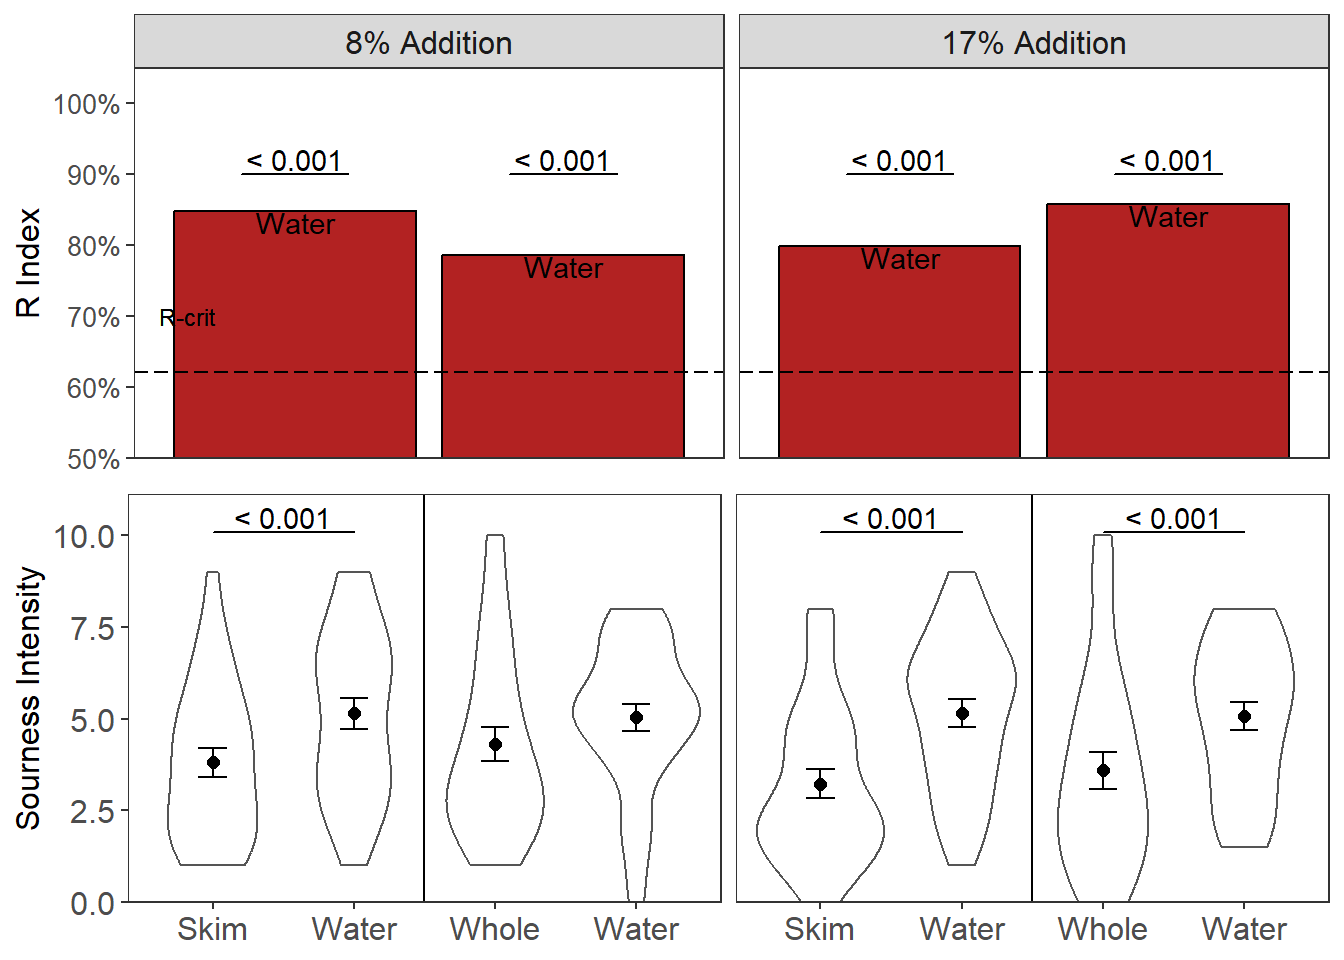 8% Addition
17% Addition
R Index
100%
90%
80%
70%
60%
50%
< 0.001
< 0.001
< 0.001
< 0.001
Water
Water
Water
Water
R-crit
Sourness Intensity
10.0
7.5
5.0
2.5
0.0
< 0.001
< 0.001
< 0.001
Skim
Water
Whole
Water
Skim
Water
Whole
Water